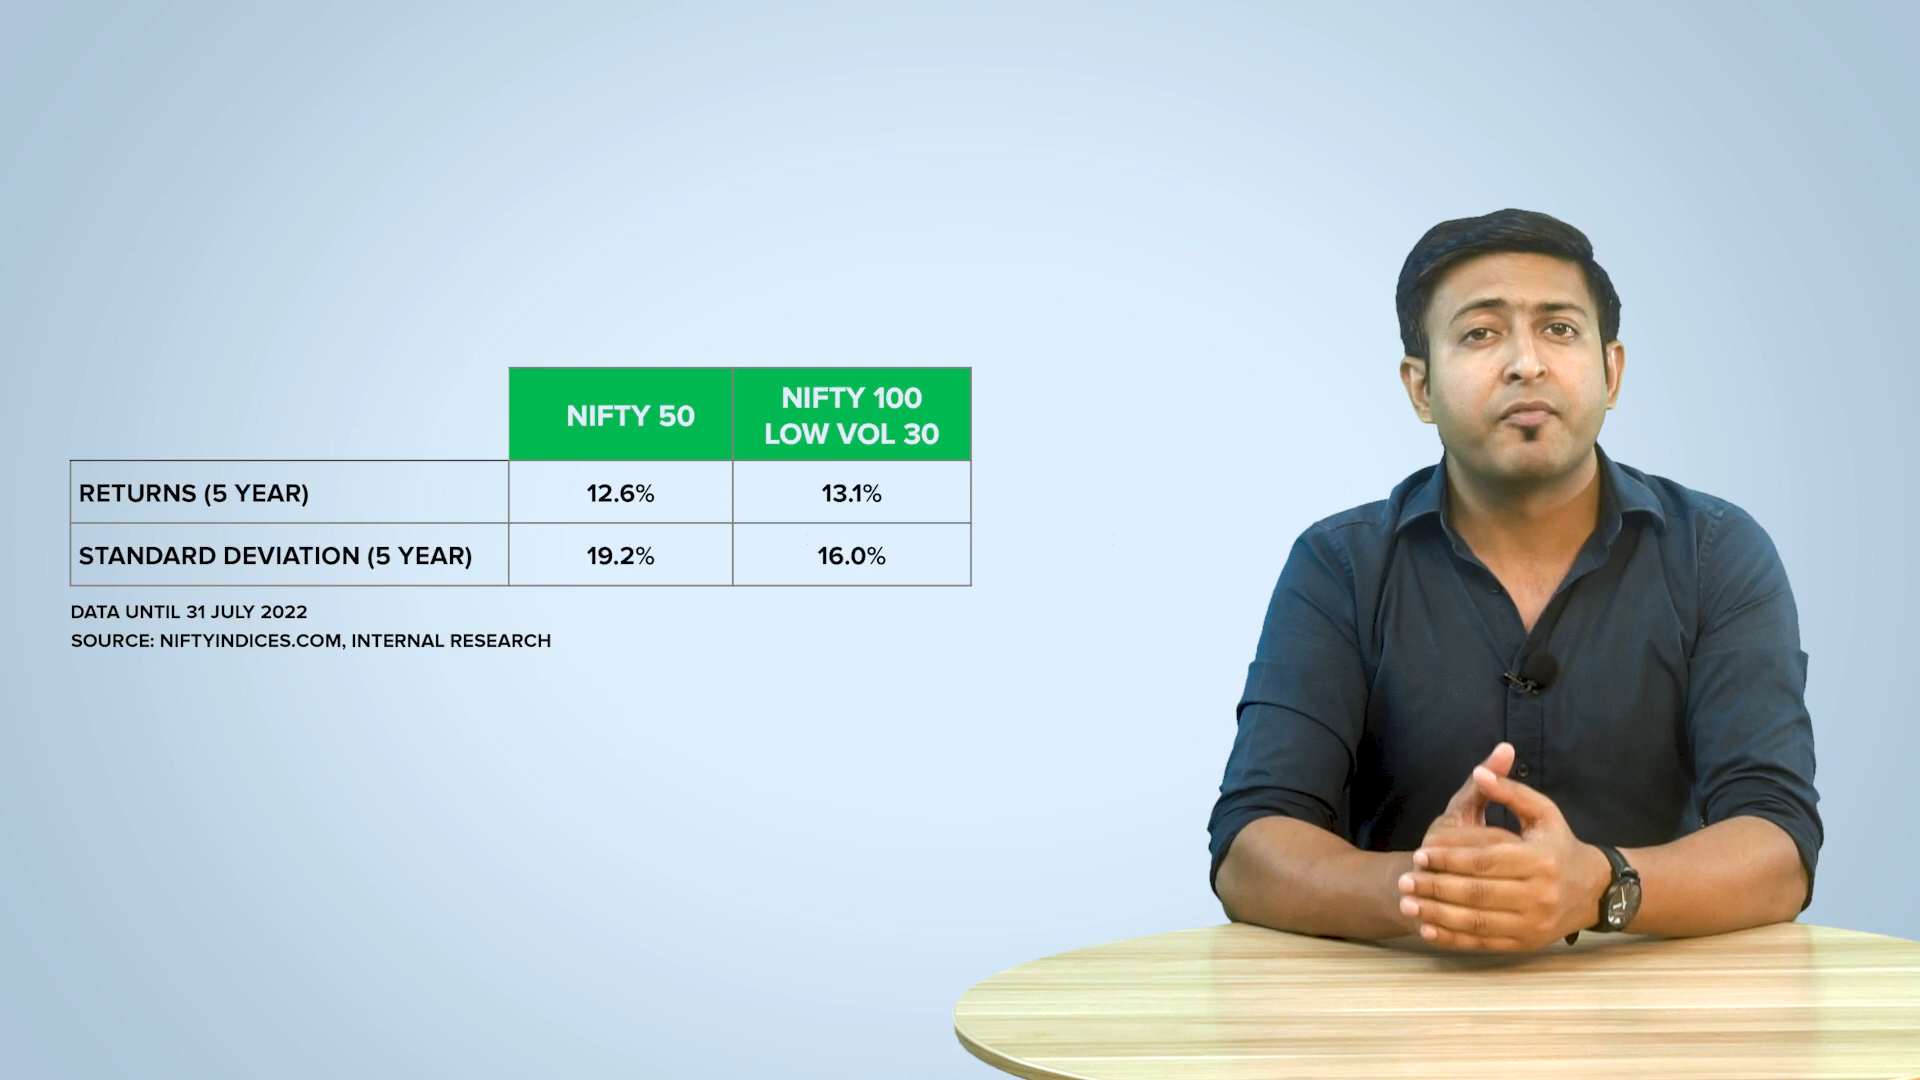 NIFTY 50
NIFTY 100
LOW VOL 30
RETURNS (5 YEAR) 12.6% 13.1%
STANDARD DEVIATION (5 YEAR) 19.2% 16.0%
DATA UNTIL 31 JULY 2022
SOURCE: NIFTYINDICES.COM, INTERNAL RESEARCH